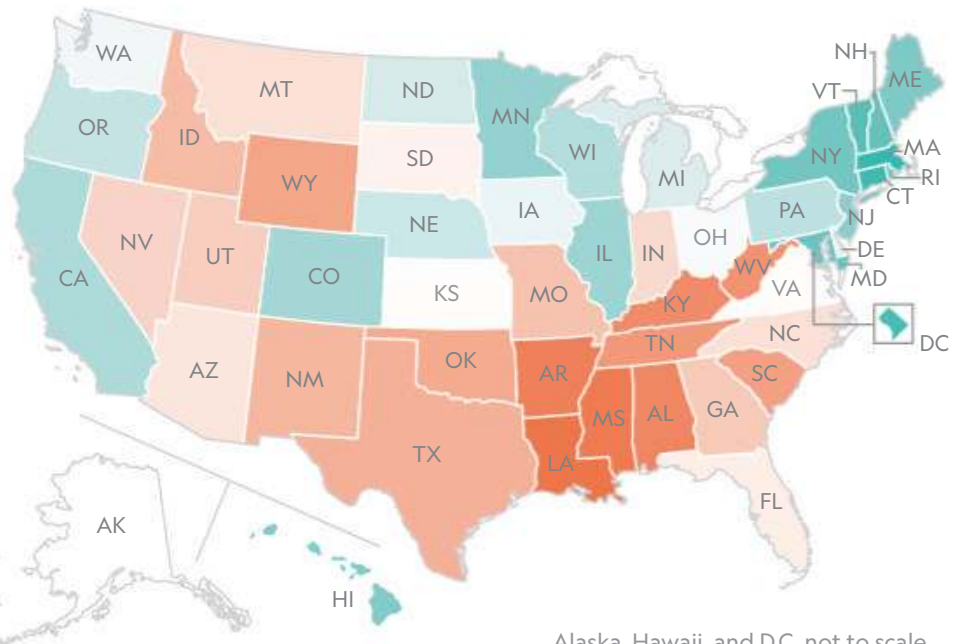 NH
WA
ME
MT
ND
VT
MN
OR
ID
MA
SD
WI
NY
WY
MI
RI
CT
IA
PA
NE
NJ
OH
NV
UT
IL
IN
DE
CA
CO
WV
MD
KS
MO
VA
KY
NC
DC
TN
OK
AZ
NM
AR
SC
MS
AL
GA
TX
LA
FL
AK
HI
Alaska, Hawaii, and D.C. not to scale